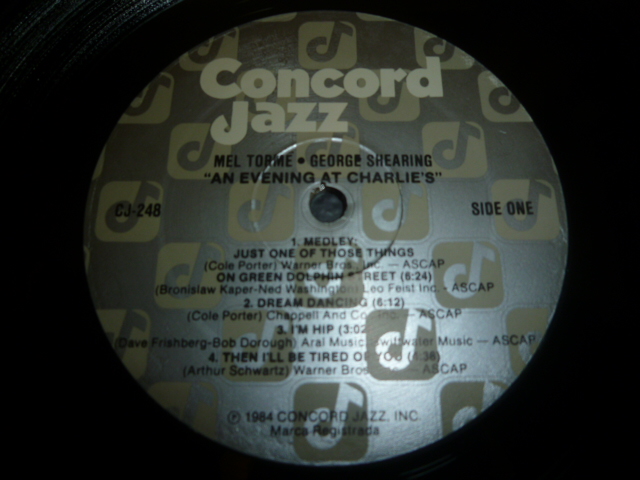 Concord
Jazz
MEL TORME • GEORGE SHEARING
"AN EVENING AT CHARLIE'S"
CJ-248
SIDE ONE
1. MEDLEY:
JUST ONE OF THOSE THINGS
(Cole Porter) Warner Bros. Inc. — ASCAP
ON GREEN DOLPHIN STREET (6:24)
(Bronislaw Kaper-Ned Washington) Leo Feist Inc. - ASCAP
2. DREAM DANCING (6:12)
(Cole Porter) Chappell And Co. Inc. — ASCAP
3. I'M HIP (3:02)
(Dave Frishberg-Bob Dorough) Aral Music, Swiftwater Music — ASCAP
4. THEN I'LL BE TIRED OF YOU (4:36)
(Arthur Schwartz) Warner Bros. — ASCAP
℗ 1984 CONCORD JAZZ, INC.
Marca Registrada